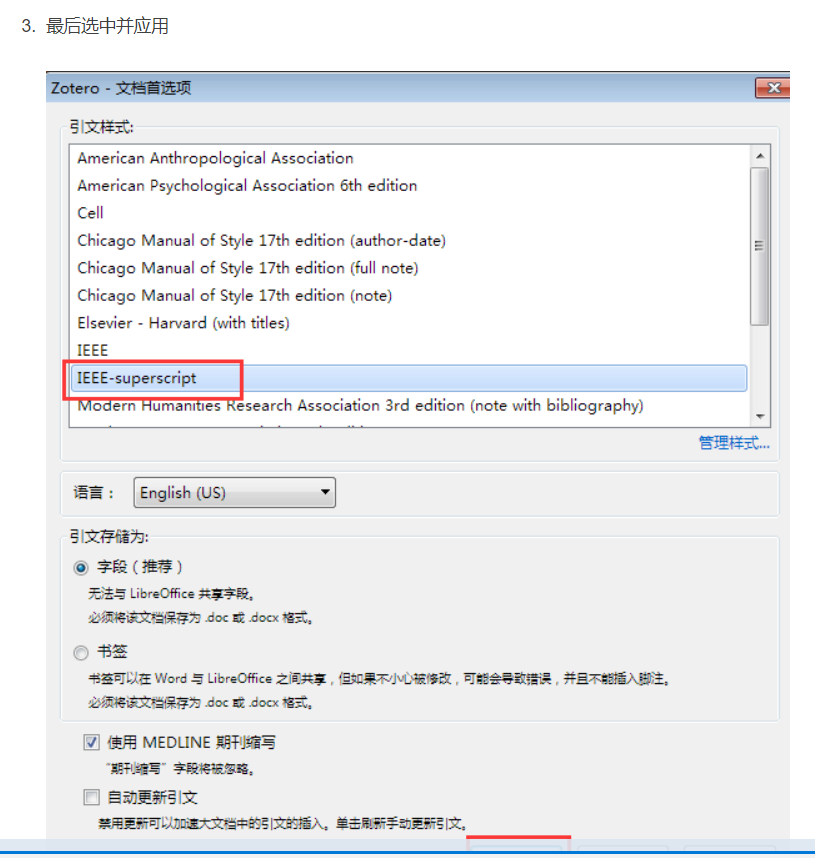 3. 最后选中并应用
Zotero - 文档首选项
引文样式:
American Anthropological Association
American Psychological Association 6th edition
Cell
Chicago Manual of Style 17th edition (author-date)
Chicago Manual of Style 17th edition (full note)
Chicago Manual of Style 17th edition (note)
Elsevier - Harvard (with titles)
IEEE
IEEE-superscript
Modern Humanities Research Association 3rd edition (note with bibliography)
管理样式...
语言： English (US)
引文存储为:
字段（推荐）
无法与 LibreOffice 共享字段。
必须将该文档保存为 .doc 或 .docx 格式。
书签
书签可以在 Word 与 LibreOffice 之间共享，但如果不小心被修改，可能会导致错误，并且不能插入脚注。
必须将该文档保存为 .doc 或 .docx 格式。
使用 MEDLINE 期刊缩写
“期刊缩写”字段将被忽略。
自动更新引文
禁用更新可以加速大文档中的引文的插入。单击刷新手动更新引文。